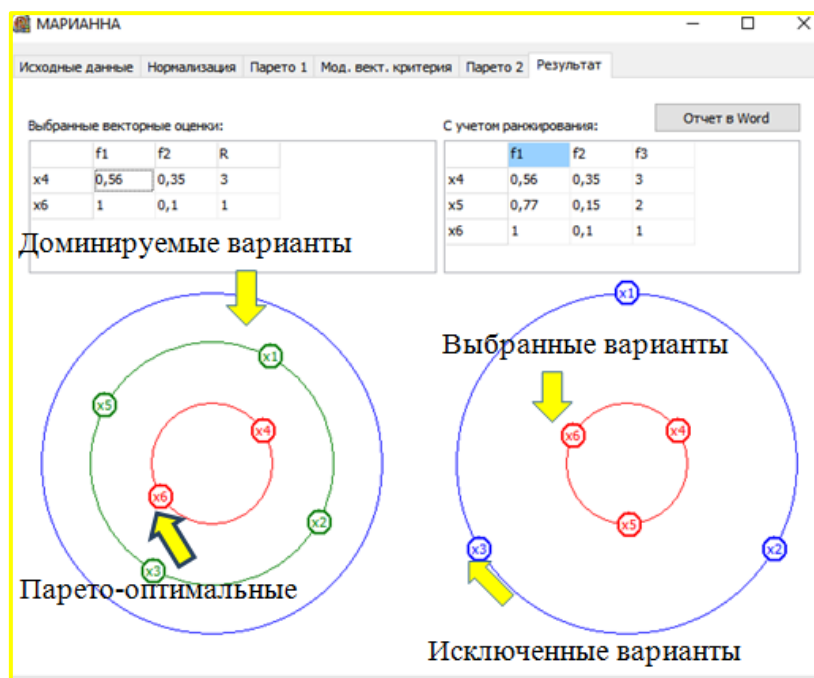 МАРИАННА
Исходные данные Нормализация Парето 1 Мод. вект. критерия Парето 2 Результат
Отчет в Word
Выбранные векторные оценки:
f1 f2 R
x4 0,56 0,35 3
x6 1 0,1 1
С учетом ранжирования:
f1 f2 f3
x4 0,56 0,35 3
x5 0,77 0,15 2
x6 1 0,1 1
Доминируемые варианты
x1
x5
x4
x6
x2
x3
Парето-оптимальные
x1
Выбранные варианты
x6
x4
x5
x3
x2
Исключенные варианты